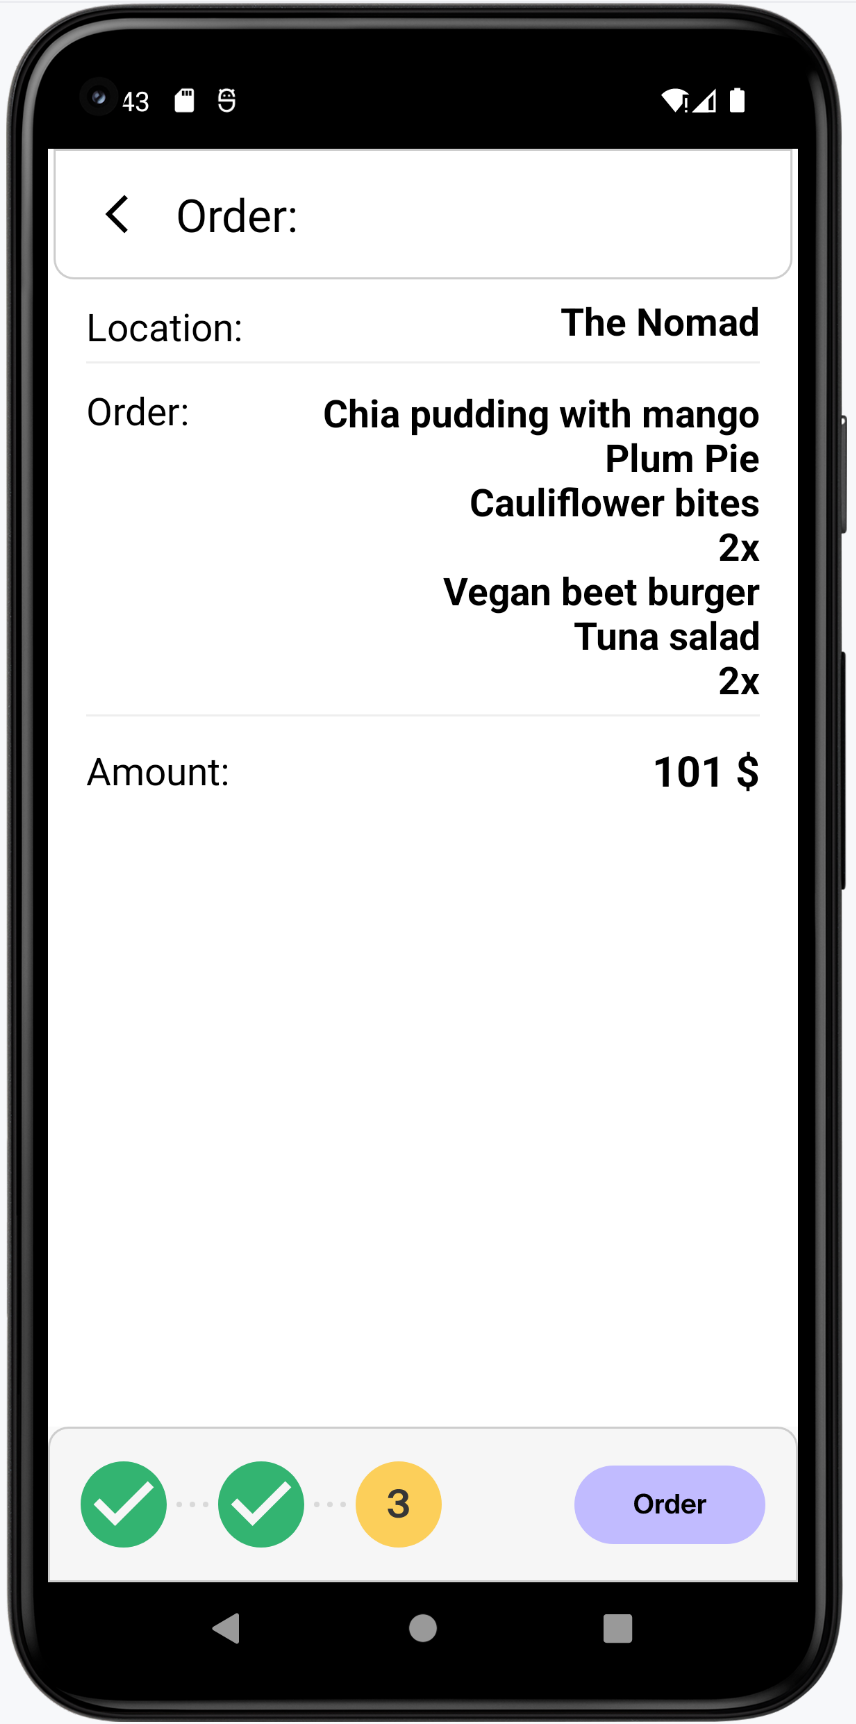 43
Order:
Location:
The Nomad
Order:
Chia pudding with mango
Plum Pie
Cauliflower bites
2x
Vegan beet burger
Tuna salad
2x
Amount:
101 $
3
Order